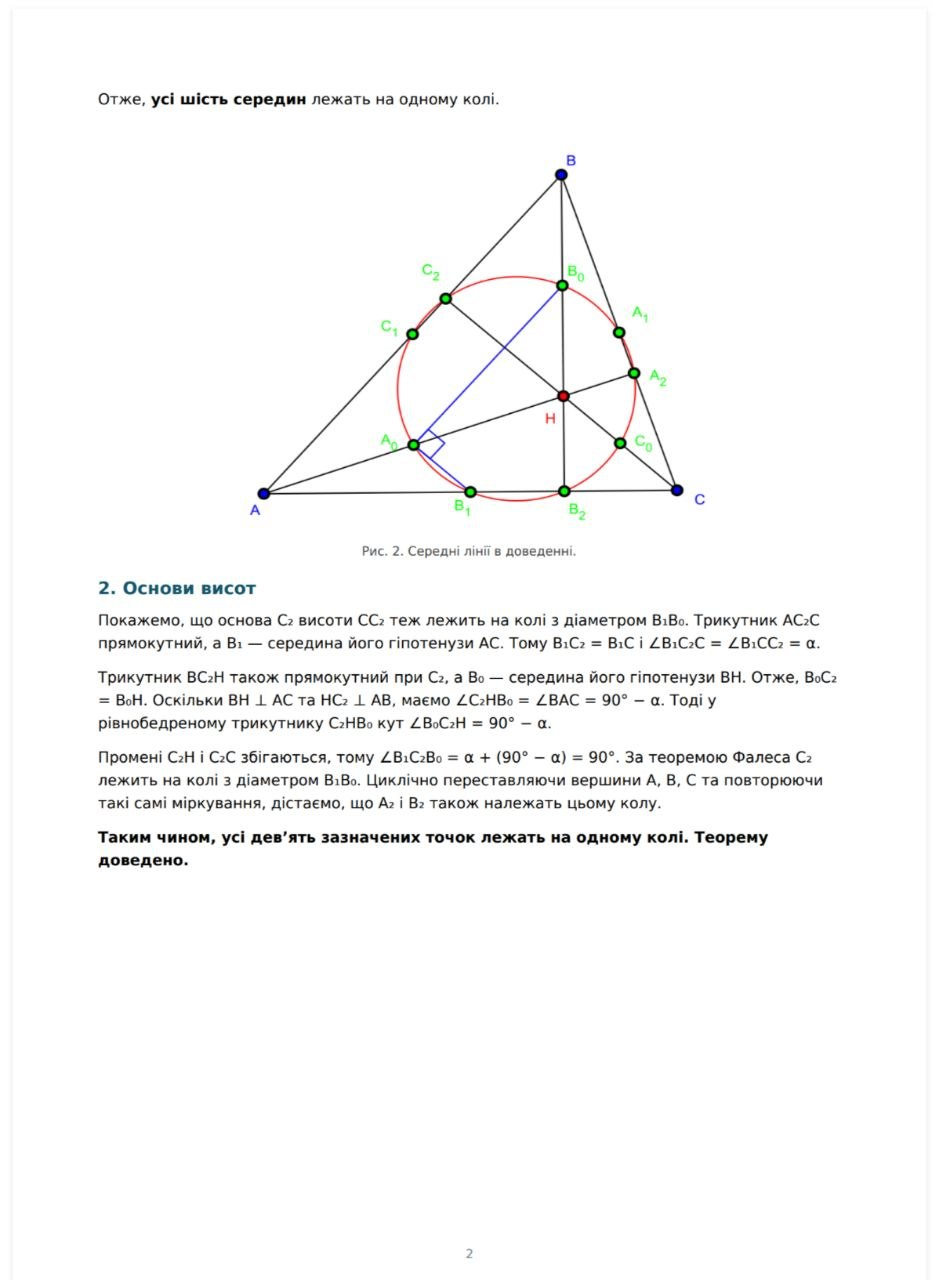 Отже, усі шість середин лежать на одному колі.
B
C₂
B₀
C₁
A₁
A₂
H
A₀
C₀
A
B₁
B₂
C
Рис. 2. Середні лінії в доведенні.
2. Основи висот
Покажемо, що основа C₂ висоти CC₂ теж лежить на колі з діаметром B₁B₀. Трикутник AC₂C
прямокутний, а B₁ — середина його гіпотенузи AC. Тому B₁C₂ = B₁C і ∠B₁C₂C = ∠B₁CC₂ = α.
Трикутник BC₂H також прямокутний при C₂, а B₀ — середина його гіпотенузи BH. Отже, B₀C₂
= B₀H. Оскільки BH ⊥ AC та HC₂ ⊥ AB, маємо ∠C₂HB₀ = ∠BAC = 90° − α. Тоді у
рівнобедреному трикутнику C₂HB₀ кут ∠B₀C₂H = 90° − α.
Промені C₂H і C₂C збігаються, тому ∠B₁C₂B₀ = α + (90° − α) = 90°. За теоремою Фалеса C₂
лежить на колі з діаметром B₁B₀. Циклічно переставляючи вершини A, B, C та повторюючи
такі самі міркування, дістаємо, що A₂ і B₂ також належать цьому колу.
Таким чином, усі дев’ять зазначених точок лежать на одному колі. Теорему
доведено.
2